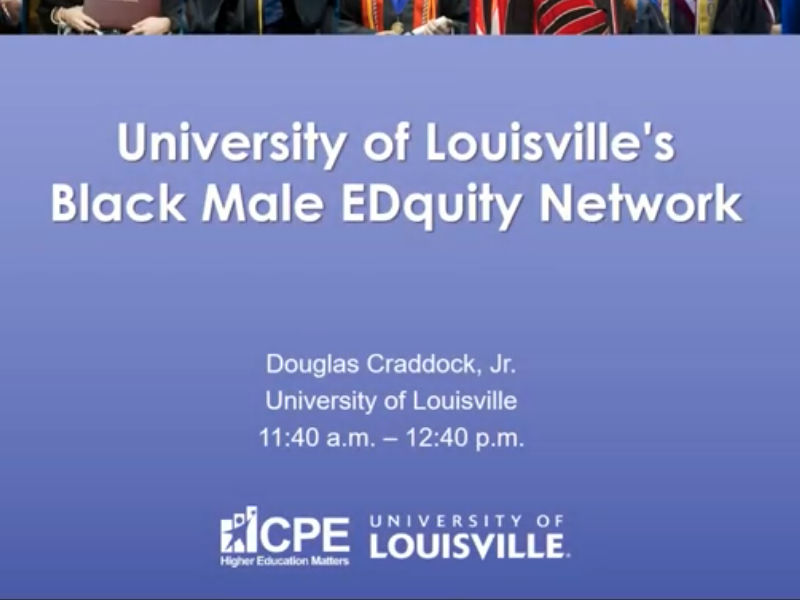 University of Louisville's
Black Male EDquity Network
Douglas Craddock, Jr.
University of Louisville
11:40 a.m. – 12:40 p.m.
CPE
Higher Education Matters
UNIVERSITY OF
LOUISVILLE.